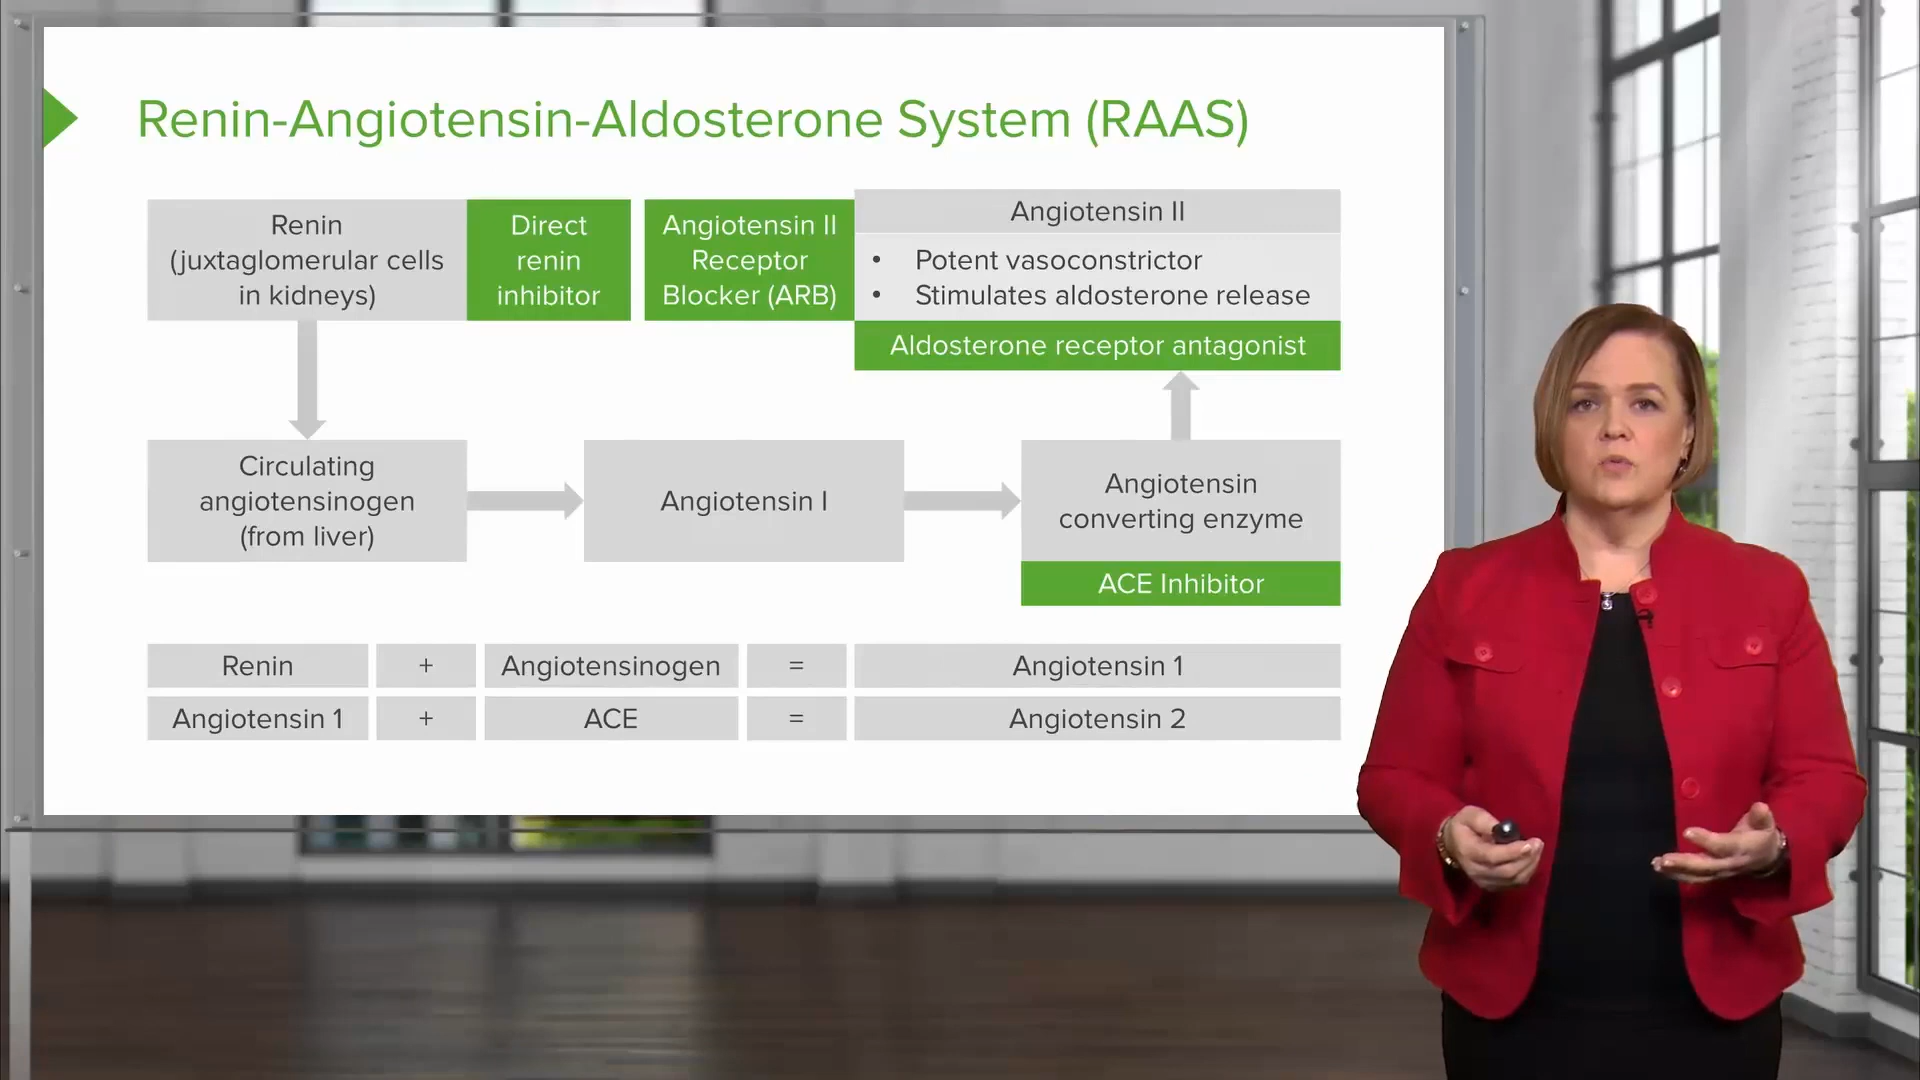 Renin-Angiotensin-Aldosterone System (RAAS)
Renin
(juxtaglomerular cells
in kidneys)
Direct
renin
inhibitor
Angiotensin II
Receptor
Blocker (ARB)
Angiotensin II
• Potent vasoconstrictor
• Stimulates aldosterone release
Aldosterone receptor antagonist
Circulating
angiotensinogen
(from liver)
Angiotensin I
Angiotensin
converting enzyme
ACE Inhibitor
Renin + Angiotensinogen = Angiotensin 1
Angiotensin 1 + ACE = Angiotensin 2